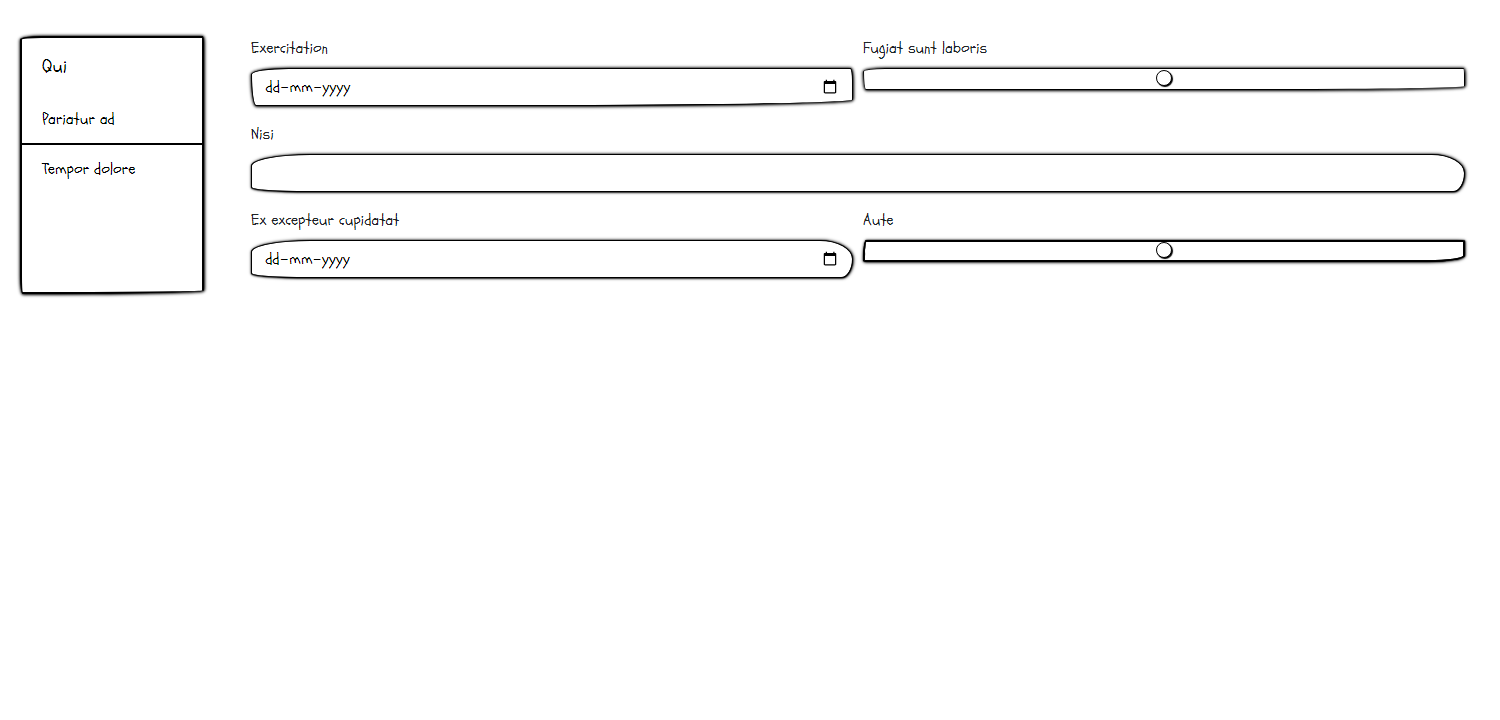 Qui
Pariatur ad
Tempor dolore
Exercitation
dd-mm-yyyy
Fugiat sunt laboris
Nisi
Ex excepteur cupidatat
dd-mm-yyyy
Aute